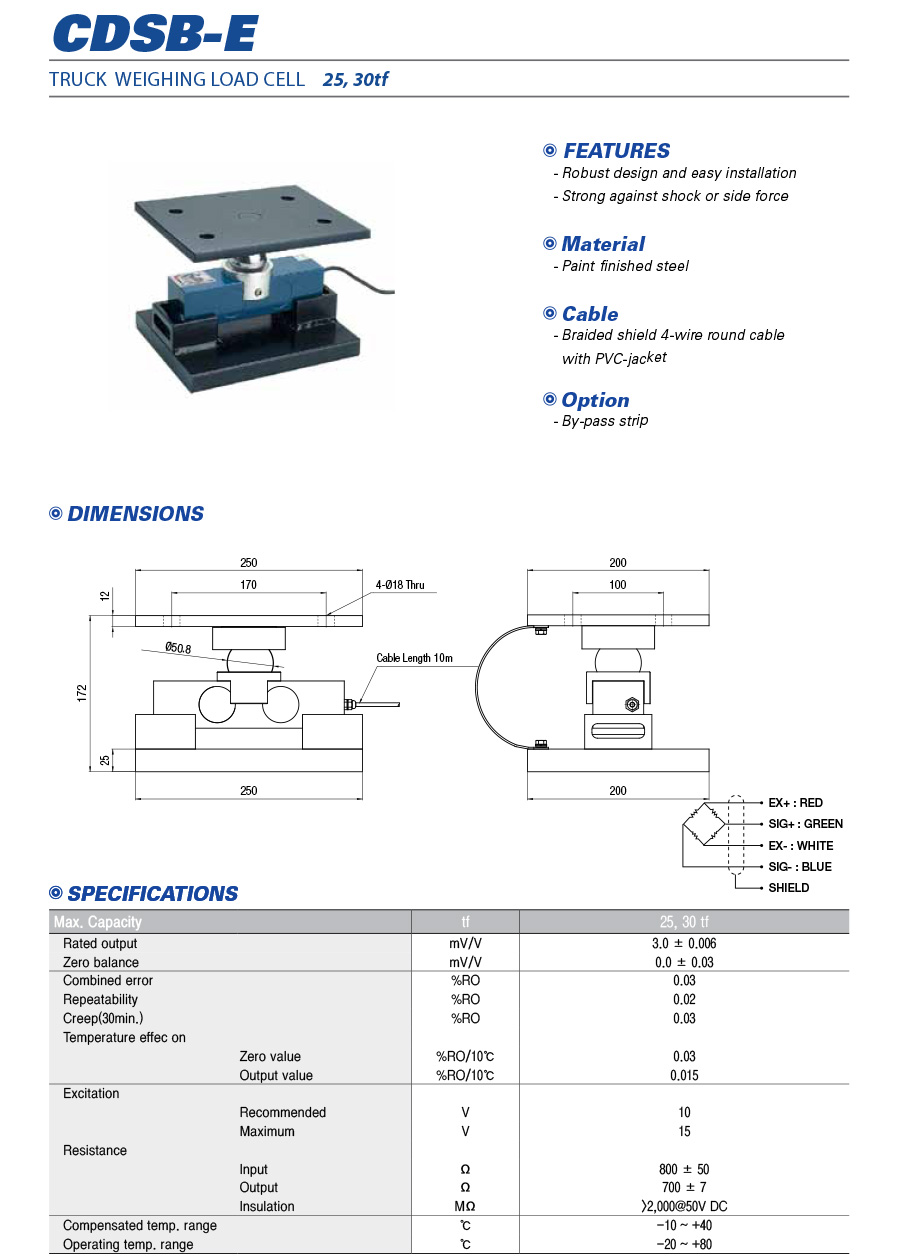 CDSB-E
TRUCK WEIGHING LOAD CELL 25, 30tf
FEATURES
- Robust design and easy installation
- Strong against shock or side force
Material
- Paint finished steel
Cable
- Braided shield 4-wire round cable
with PVC-jacket
Option
- By-pass strip
DIMENSIONS
250
170
4-Ø18 Thru
12
Ø50.8
Cable Length 10m
172
25
250
200
100
200
EX+ : RED
SIG+ : GREEN
EX- : WHITE
SIG- : BLUE
SHIELD
SPECIFICATIONS
Max. Capacity tf 25, 30 tf
Rated output mV/V 3.0 ± 0.006
Zero balance mV/V 0.0 ± 0.03
Combined error %RO 0.03
Repeatability %RO 0.02
Creep(30min.) %RO 0.03
Temperature effec on
Zero value %RO/10℃ 0.03
Output value %RO/10℃ 0.015
Excitation
Recommended V 10
Maximum V 15
Resistance
Input Ω 800 ± 50
Output Ω 700 ± 7
Insulation MΩ >2,000@50V DC
Compensated temp. range ℃ -10 ~ +40
Operating temp. range ℃ -20 ~ +80